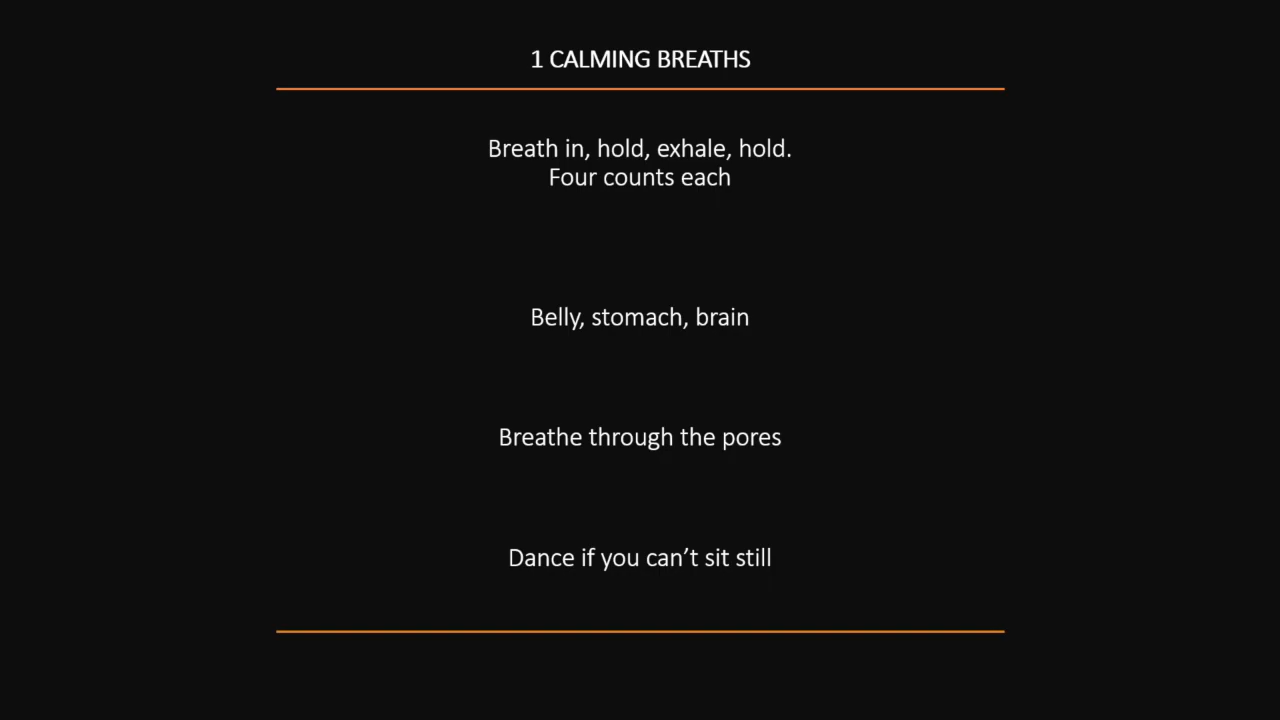 1 CALMING BREATHS
Breath in, hold, exhale, hold.
Four counts each
Belly, stomach, brain
Breathe through the pores
Dance if you can’t sit still